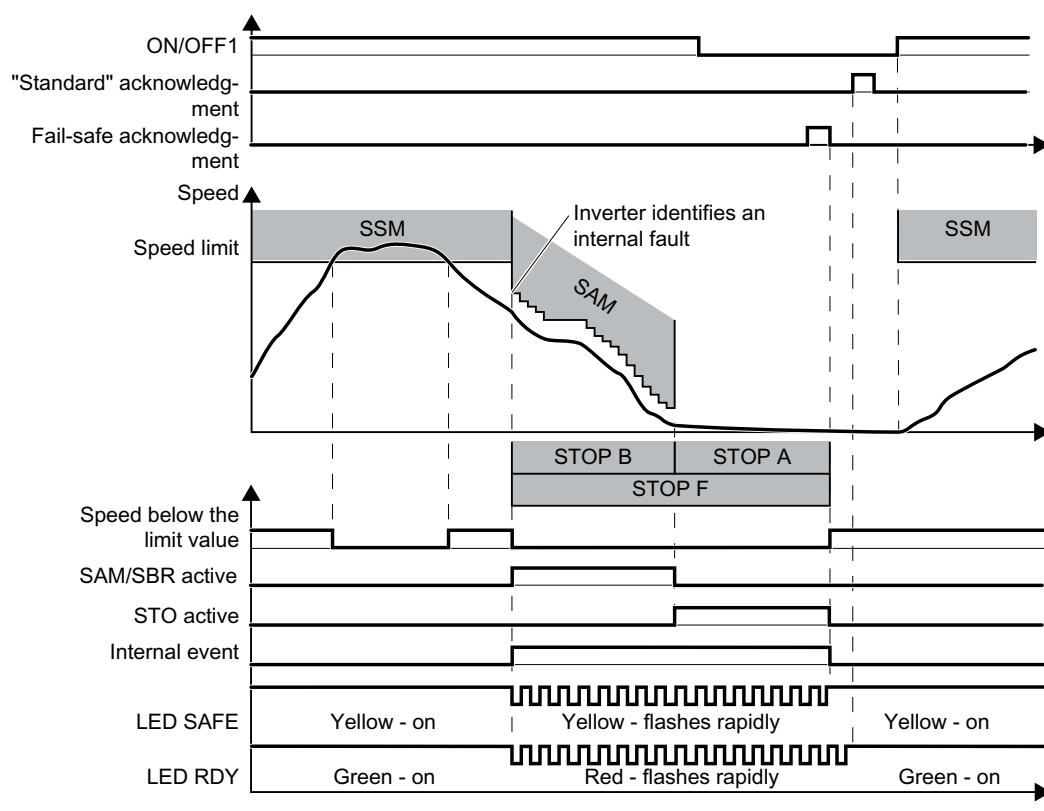 ON/OFF1
"Standard" acknowledg-
ment
Fail-safe acknowledg-
ment
Speed
Speed limit
SSM
Inverter identifies an
internal fault
SAM
SSM
STOP B
STOP A
STOP F
Speed below the
limit value
SAM/SBR active
STO active
Internal event
LED SAFE
Yellow - on
Yellow - flashes rapidly
Yellow - on
LED RDY
Green - on
Red - flashes rapidly
Green - on